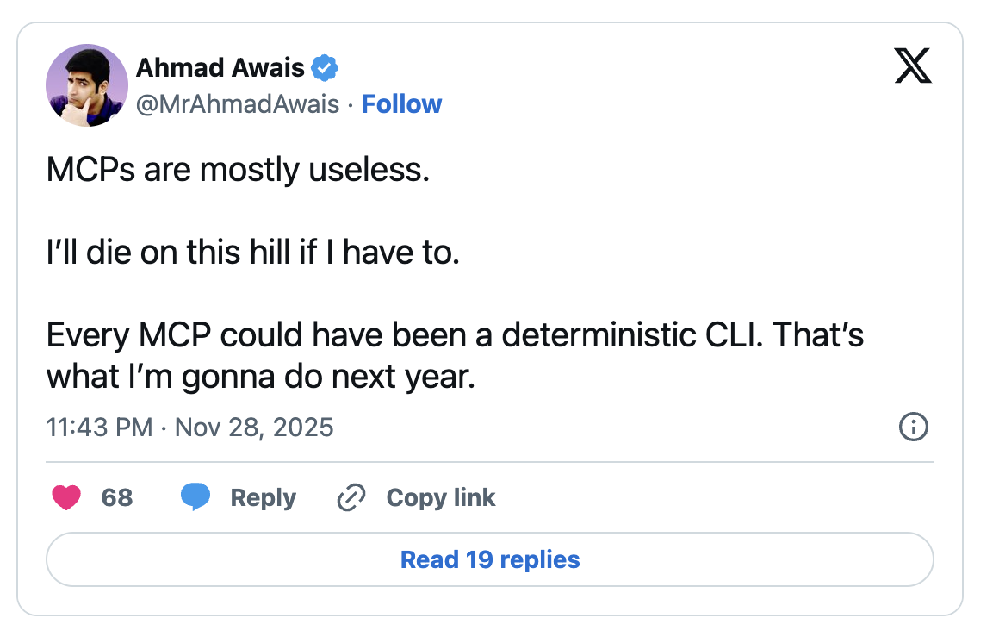 Ahmad Awais
@MrAhmadAwais · Follow
MCPs are mostly useless.
I’ll die on this hill if I have to.
Every MCP could have been a deterministic CLI. That’s
what I’m gonna do next year.
11:43 PM · Nov 28, 2025
68 Reply Copy link
Read 19 replies